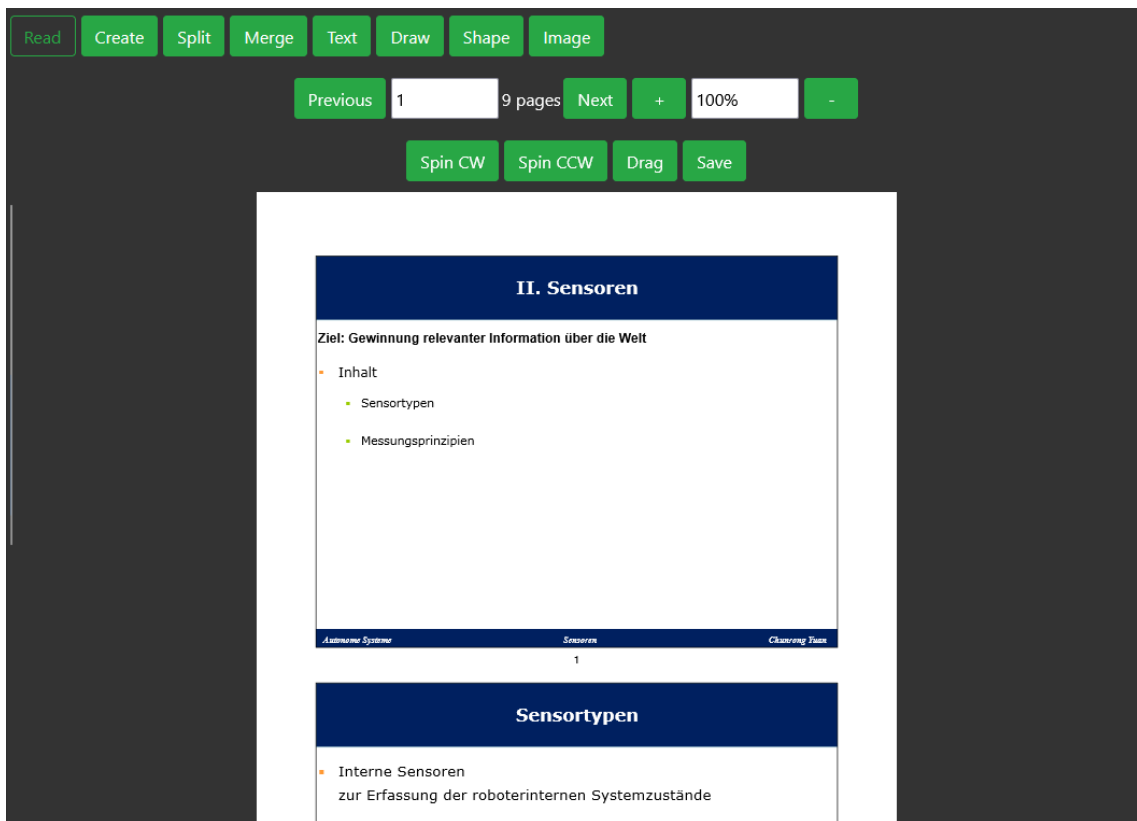 Read Create Split Merge Text Draw Shape Image
Previous 1 9 pages Next + 100% -
Spin CW Spin CCW Drag Save
II. Sensoren
Ziel: Gewinnung relevanter Information über die Welt
Inhalt
Sensortypen
Messungsprinzipien
Autonome Systeme Sensoren Chunrong Yuan
1
Sensortypen
Interne Sensoren
zur Erfassung der roboterinternen Systemzustände